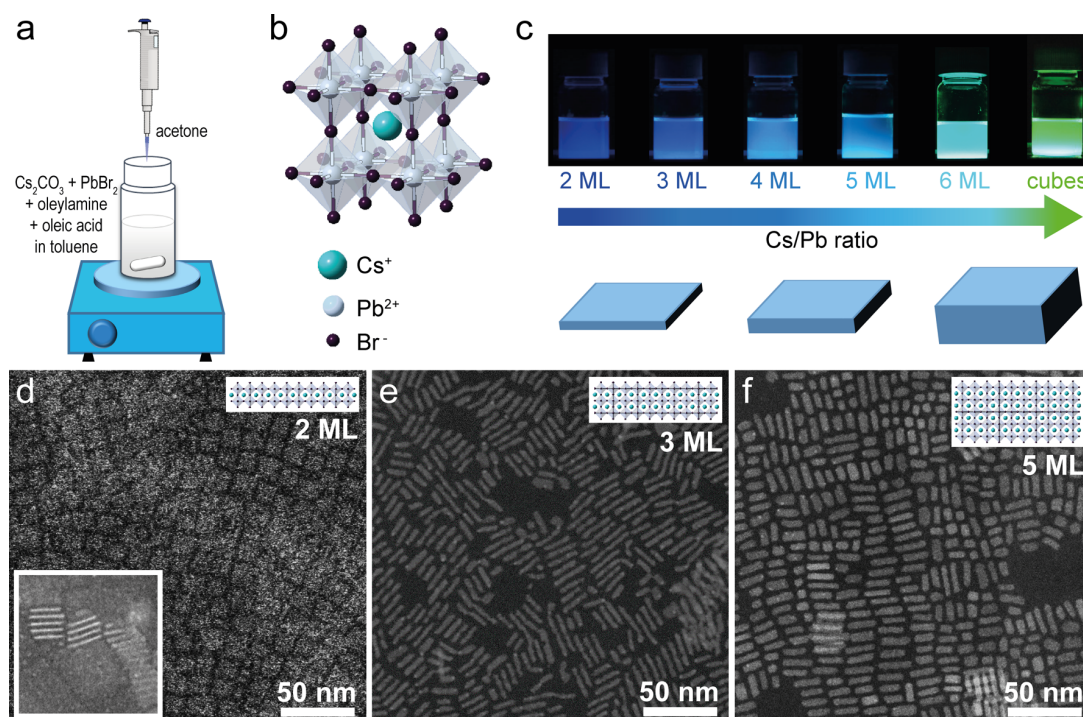 a
acetone
Cs₂CO₃ + PbBr₂
+ oleylamine
+ oleic acid
in toluene
b
Cs⁺
Pb²⁺
Br⁻
c
2 ML 3 ML 4 ML 5 ML 6 ML cubes
Cs/Pb ratio
d
2 ML
50 nm
e
3 ML
50 nm
f
5 ML
50 nm